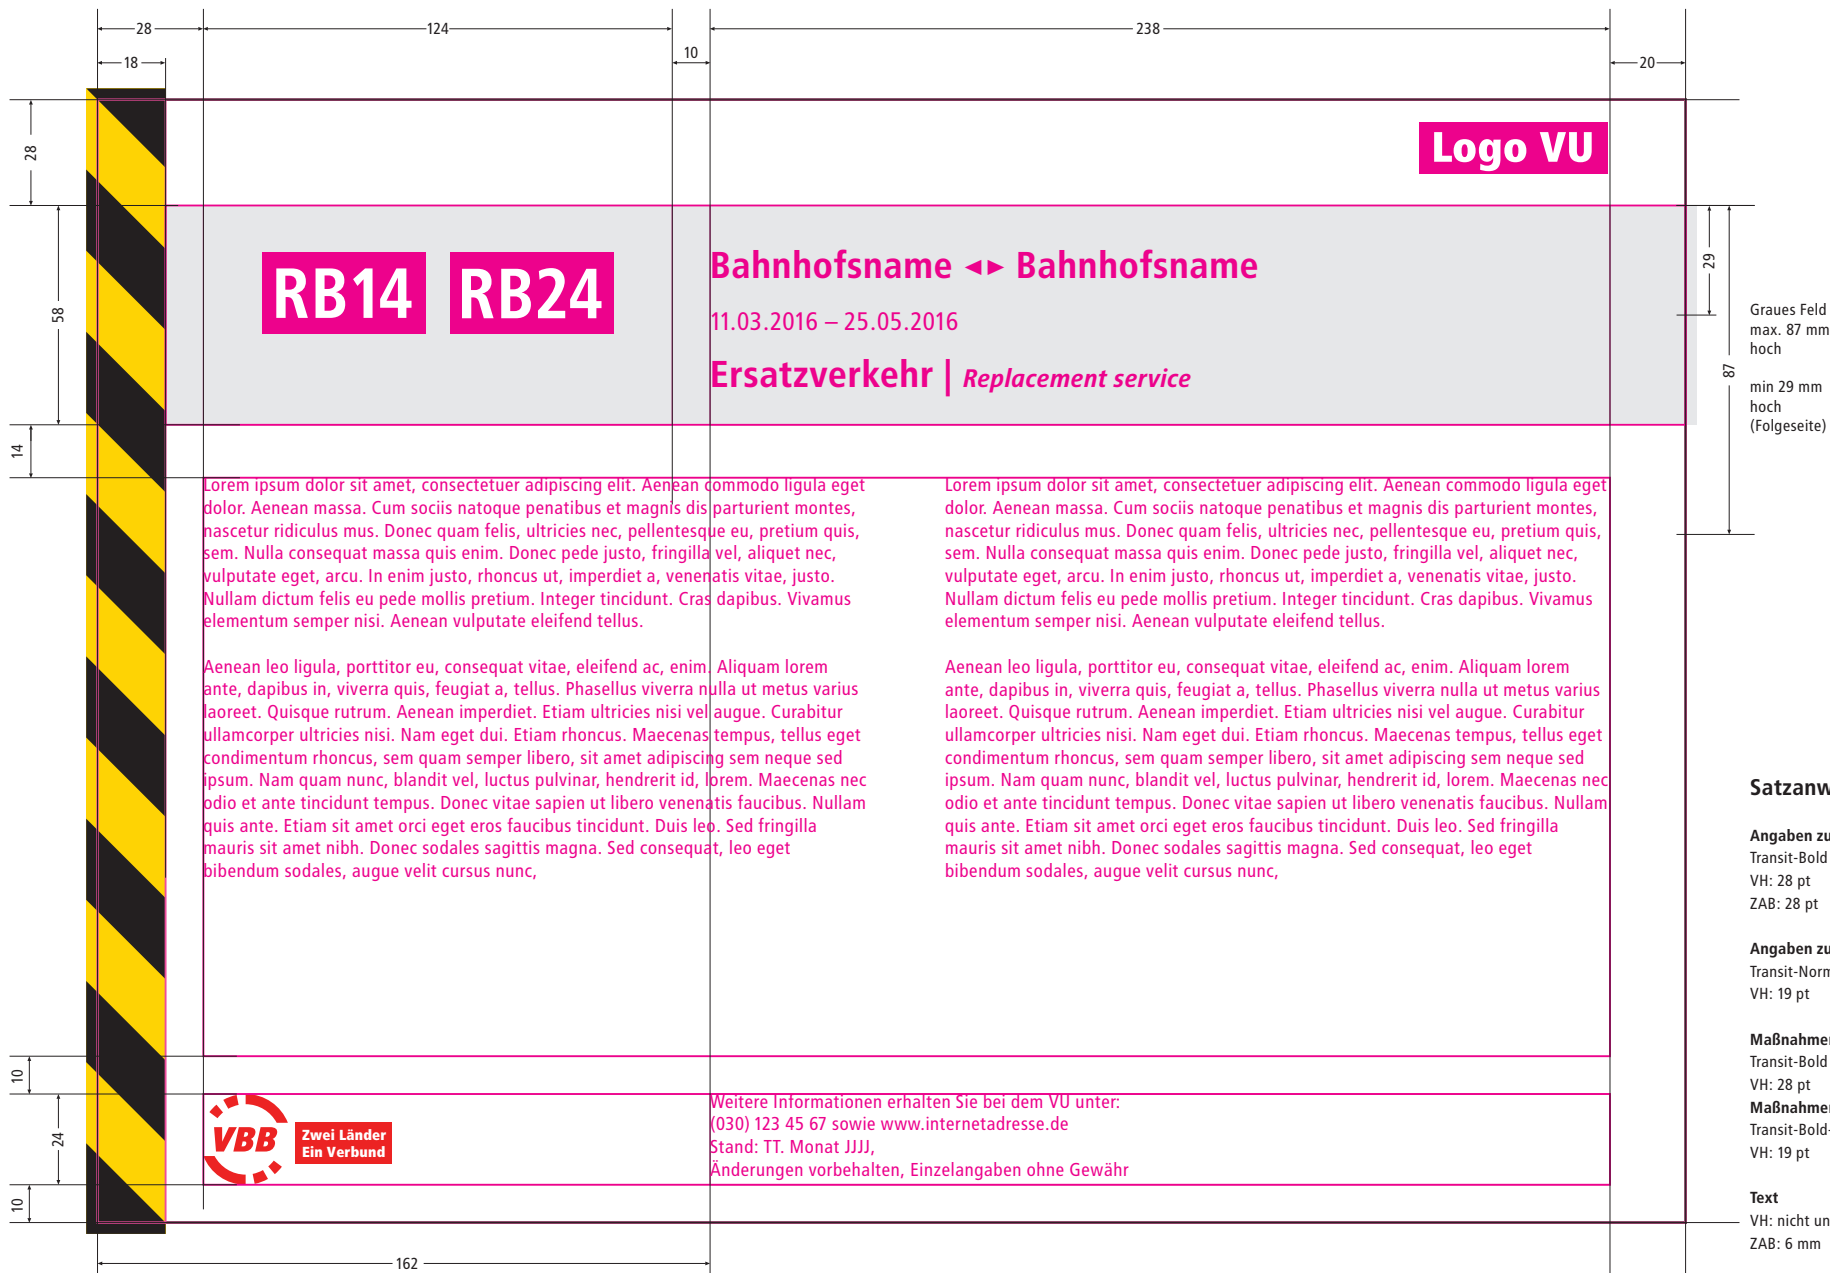 28
124
238
18
10
20
28
Logo VU
58
RB14 RB24
Bahnhofsname ◄► Bahnhofsname
11.03.2016 – 25.05.2016
Ersatzverkehr | Replacement service
29
87
Graues Feld
max. 87 mm
hoch
min 29 mm
hoch
(Folgeseite)
14
Lorem ipsum dolor sit amet, consectetuer adipiscing elit. Aenean commodo ligula eget
dolor. Aenean massa. Cum sociis natoque penatibus et magnis dis parturient montes,
nascetur ridiculus mus. Donec quam felis, ultricies nec, pellentesque eu, pretium quis,
sem. Nulla consequat massa quis enim. Donec pede justo, fringilla vel, aliquet nec,
vulputate eget, arcu. In enim justo, rhoncus ut, imperdiet a, venenatis vitae, justo.
Nullam dictum felis eu pede mollis pretium. Integer tincidunt. Cras dapibus. Vivamus
elementum semper nisi. Aenean vulputate eleifend tellus.
Aenean leo ligula, porttitor eu, consequat vitae, eleifend ac, enim. Aliquam lorem
ante, dapibus in, viverra quis, feugiat a, tellus. Phasellus viverra nulla ut metus varius
laoreet. Quisque rutrum. Aenean imperdiet. Etiam ultricies nisi vel augue. Curabitur
ullamcorper ultricies nisi. Nam eget dui. Etiam rhoncus. Maecenas tempus, tellus eget
condimentum rhoncus, sem quam semper libero, sit amet adipiscing sem neque sed
ipsum. Nam quam nunc, blandit vel, luctus pulvinar, hendrerit id, lorem. Maecenas nec
odio et ante tincidunt tempus. Donec vitae sapien ut libero venenatis faucibus. Nullam
quis ante. Etiam sit amet orci eget eros faucibus tincidunt. Duis leo. Sed fringilla
mauris sit amet nibh. Donec sodales sagittis magna. Sed consequat, leo eget
bibendum sodales, augue velit cursus nunc,
Lorem ipsum dolor sit amet, consectetuer adipiscing elit. Aenean commodo ligula eget
dolor. Aenean massa. Cum sociis natoque penatibus et magnis dis parturient montes,
nascetur ridiculus mus. Donec quam felis, ultricies nec, pellentesque eu, pretium quis,
sem. Nulla consequat massa quis enim. Donec pede justo, fringilla vel, aliquet nec,
vulputate eget, arcu. In enim justo, rhoncus ut, imperdiet a, venenatis vitae, justo.
Nullam dictum felis eu pede mollis pretium. Integer tincidunt. Cras dapibus. Vivamus
elementum semper nisi. Aenean vulputate eleifend tellus.
Aenean leo ligula, porttitor eu, consequat vitae, eleifend ac, enim. Aliquam lorem
ante, dapibus in, viverra quis, feugiat a, tellus. Phasellus viverra nulla ut metus varius
laoreet. Quisque rutrum. Aenean imperdiet. Etiam ultricies nisi vel augue. Curabitur
ullamcorper ultricies nisi. Nam eget dui. Etiam rhoncus. Maecenas tempus, tellus eget
condimentum rhoncus, sem quam semper libero, sit amet adipiscing sem neque sed
ipsum. Nam quam nunc, blandit vel, luctus pulvinar, hendrerit id, lorem. Maecenas nec
odio et ante tincidunt tempus. Donec vitae sapien ut libero venenatis faucibus. Nullam
quis ante. Etiam sit amet orci eget eros faucibus tincidunt. Duis leo. Sed fringilla
mauris sit amet nibh. Donec sodales sagittis magna. Sed consequat, leo eget
bibendum sodales, augue velit cursus nunc,
Satzanw
Angaben zu
Transit-Bold
VH: 28 pt
ZAB: 28 pt
Angaben zu
Transit-Norm
VH: 19 pt
Maßnahmen
Transit-Bold
VH: 28 pt
Maßnahmen
Transit-Bold-
VH: 19 pt
Text
VH: nicht un
ZAB: 6 mm
10
24
10
VBB
Zwei Länder
Ein Verbund
Weitere Informationen erhalten Sie bei dem VU unter:
(030) 123 45 67 sowie www.internetadresse.de
Stand: TT. Monat JJJJ,
Änderungen vorbehalten, Einzelangaben ohne Gewähr
162